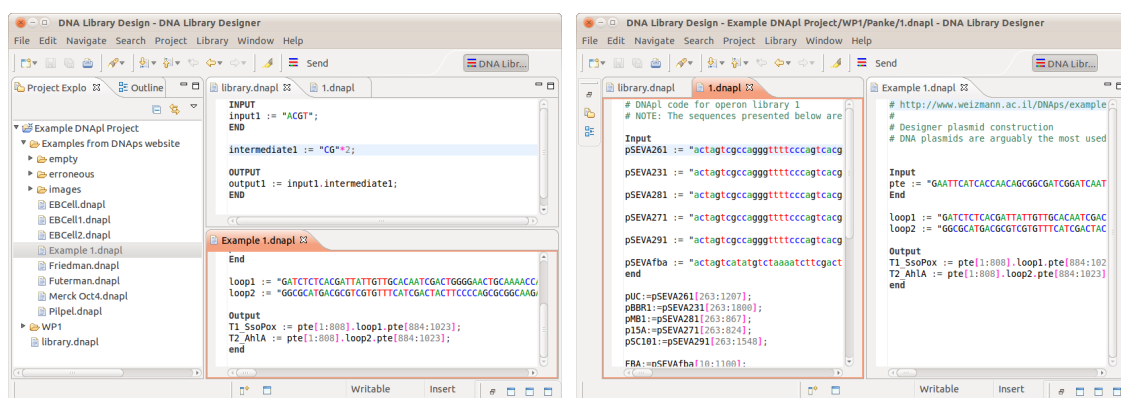 DNA Library Design - DNA Library Designer
File Edit Navigate Search Project Library Window Help
Send
DNA Libr...
Project Explo
Outline
Example DNApl Project
Examples from DNAps website
empty
erroneous
images
EBCell.dnapl
EBCell1.dnapl
EBCell2.dnapl
Example 1.dnapl
Friedman.dnapl
Futerman.dnapl
Merck Oct4.dnapl
Pilpel.dnapl
WP1
library.dnapl
library.dnapl
1.dnapl
INPUT
input1 := "ACGT";
END
intermediate1 := "CG"*2;
OUTPUT
output1 := input1.intermediate1;
END
Example 1.dnapl
End
loop1 := "GATCTCTCACGATTATTGTTGCACAATCGACTGGGGAACTGCAAAACCA
loop2 := "GGCGCATGACGCGTCGTGTTTCATCGACTACTTCCCCAGCGCGGCAAG
Output
T1_SsoPox := pte[1:808].loop1.pte[884:1023];
T2_AhlA := pte[1:808].loop2.pte[884:1023];
end
Writable
Insert
DNA Library Design - Example DNApl Project/WP1/Panke/1.dnapl - DNA Library Designer
File Edit Navigate Search Project Library Window Help
Send
DNA Libr...
library.dnapl
1.dnapl
# DNApl code for operon library 1
# NOTE: The sequences presented below are
Input
pSEVA261 := "actagtcgccagggttttcccagtcacg
pSEVA231 := "actagtcgccagggttttcccagtcacg
pSEVA281 := "actagtcgccagggttttcccagtcacg
pSEVA271 := "actagtcgccagggttttcccagtcacg
pSEVA291 := "actagtcgccagggttttcccagtcacg
pSEVAfba := "actagtcatatgtctaaaatcttcgact
end
pUC:=pSEVA261[263:1207];
pBBR1:=pSEVA231[263:1800];
pMB1:=pSEVA281[263:867];
p15A:=pSEVA271[263:824];
pSC101:=pSEVA291[263:1548];
FBA:=pSEVAfba[10:1100];
Example 1.dnapl
# http://www.weizmann.ac.il/DNAps/example
#
# Designer plasmid construction
# DNA plasmids are arguably the most used
Input
pte := "GAATTCATCACCAACAGCGGCGATCGGATCAAT
End
loop1 := "GATCTCTCACGATTATTGTTGCACAATCGAC
loop2 := "GGCGCATGACGCGTCGTGTTTCATCGACTAC
Output
T1_SsoPox := pte[1:808].loop1.pte[884:102
T2_AhlA := pte[1:808].loop2.pte[884:1023]
end
Writable
Insert